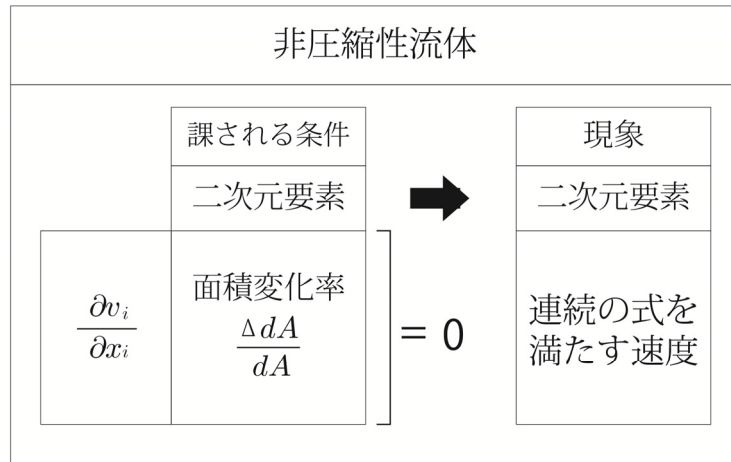 非圧縮性流体
課される条件
二次元要素
現象
二次元要素
∂v_i/∂x_i
面積変化率
Δ dA/dA
= 0
連続の式を
満たす速度